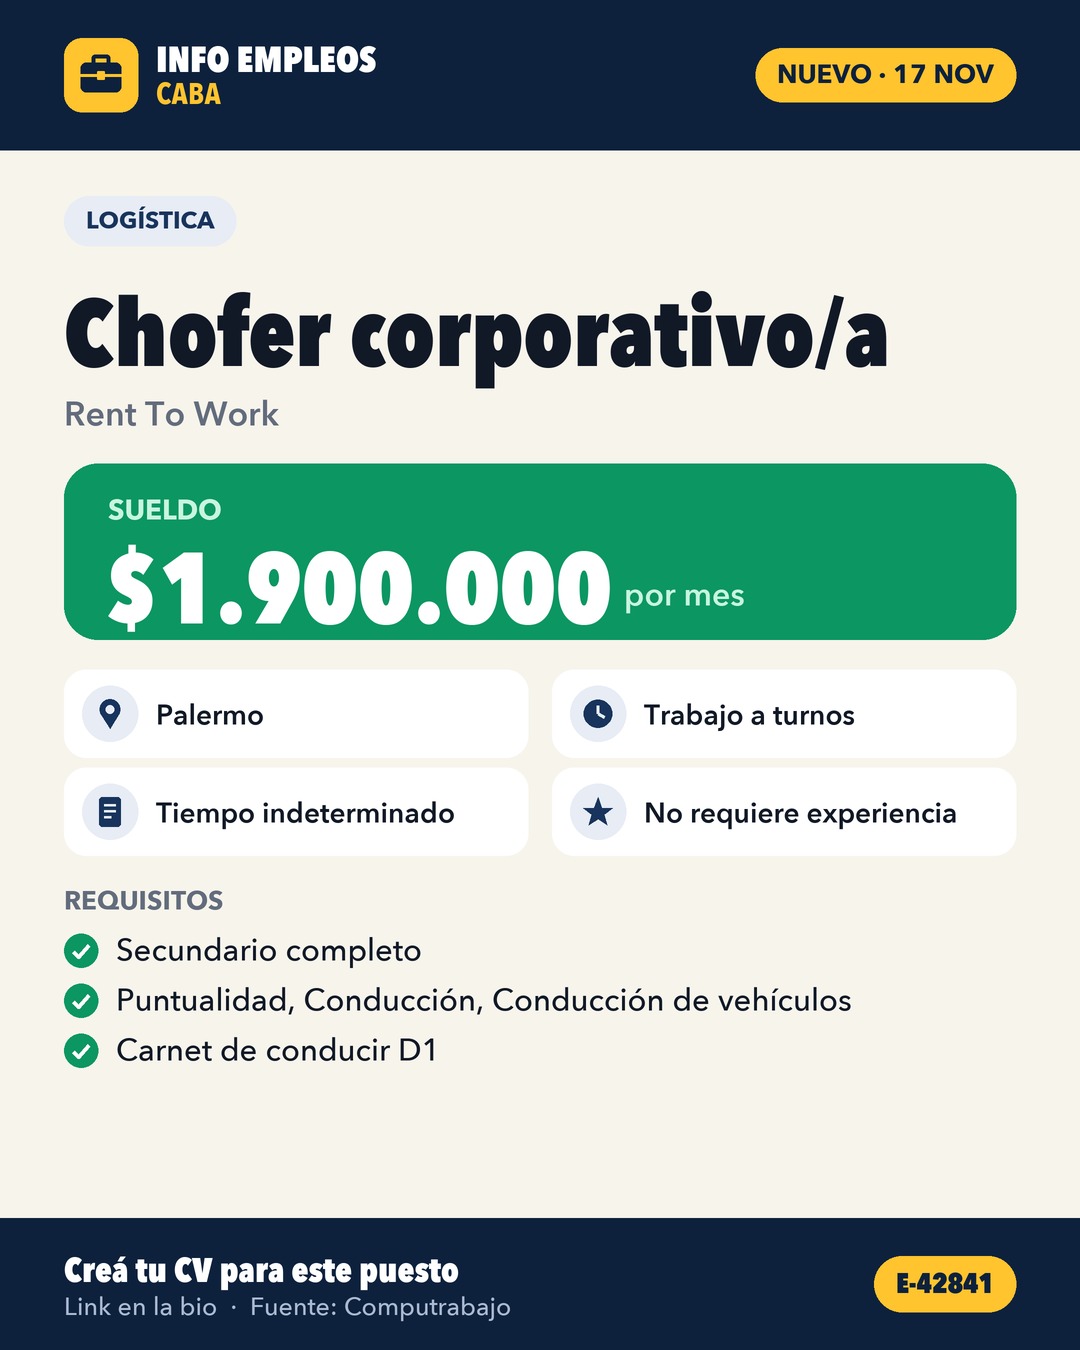 INFO EMPLEOS
CABA
NUEVO · 17 NOV
LOGÍSTICA
Chofer corporativo/a
Rent To Work
SUELDO
$1.900.000 por mes
Palermo
Trabajo a turnos
Tiempo indeterminado
No requiere experiencia
REQUISITOS
Secundario completo
Puntualidad, Conducción, Conducción de vehículos
Carnet de conducir D1
Creá tu CV para este puesto
Link en la bio · Fuente: Computrabajo
E-42841